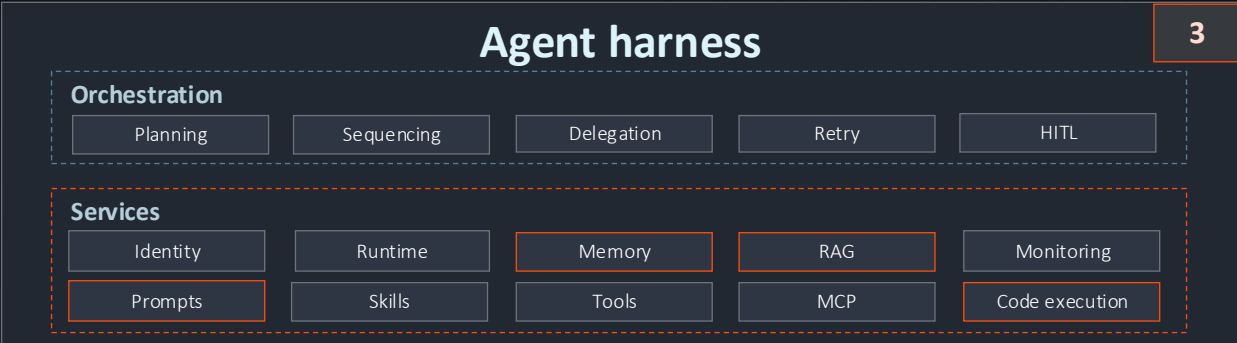 Agent harness
3
Orchestration
Planning
Sequencing
Delegation
Retry
HITL
Services
Identity
Runtime
Memory
RAG
Monitoring
Prompts
Skills
Tools
MCP
Code execution